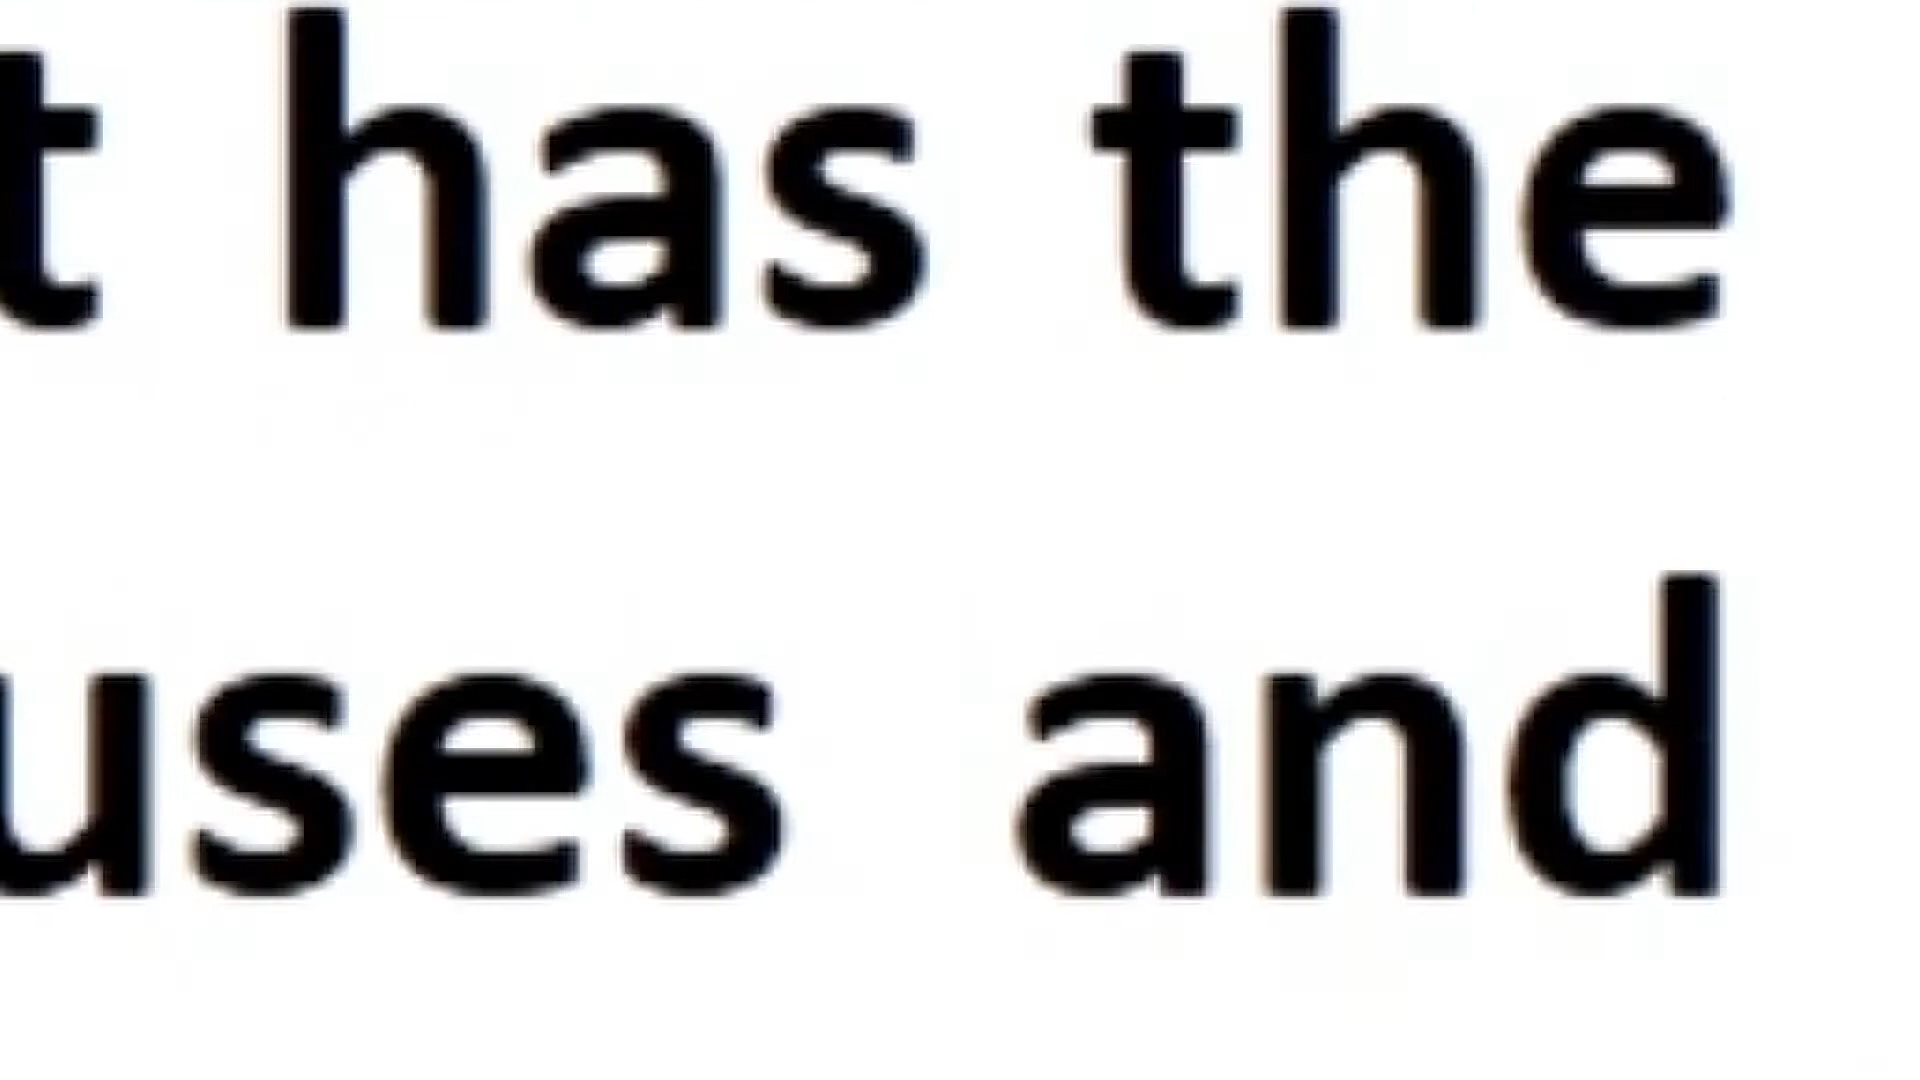 t has the
uses and